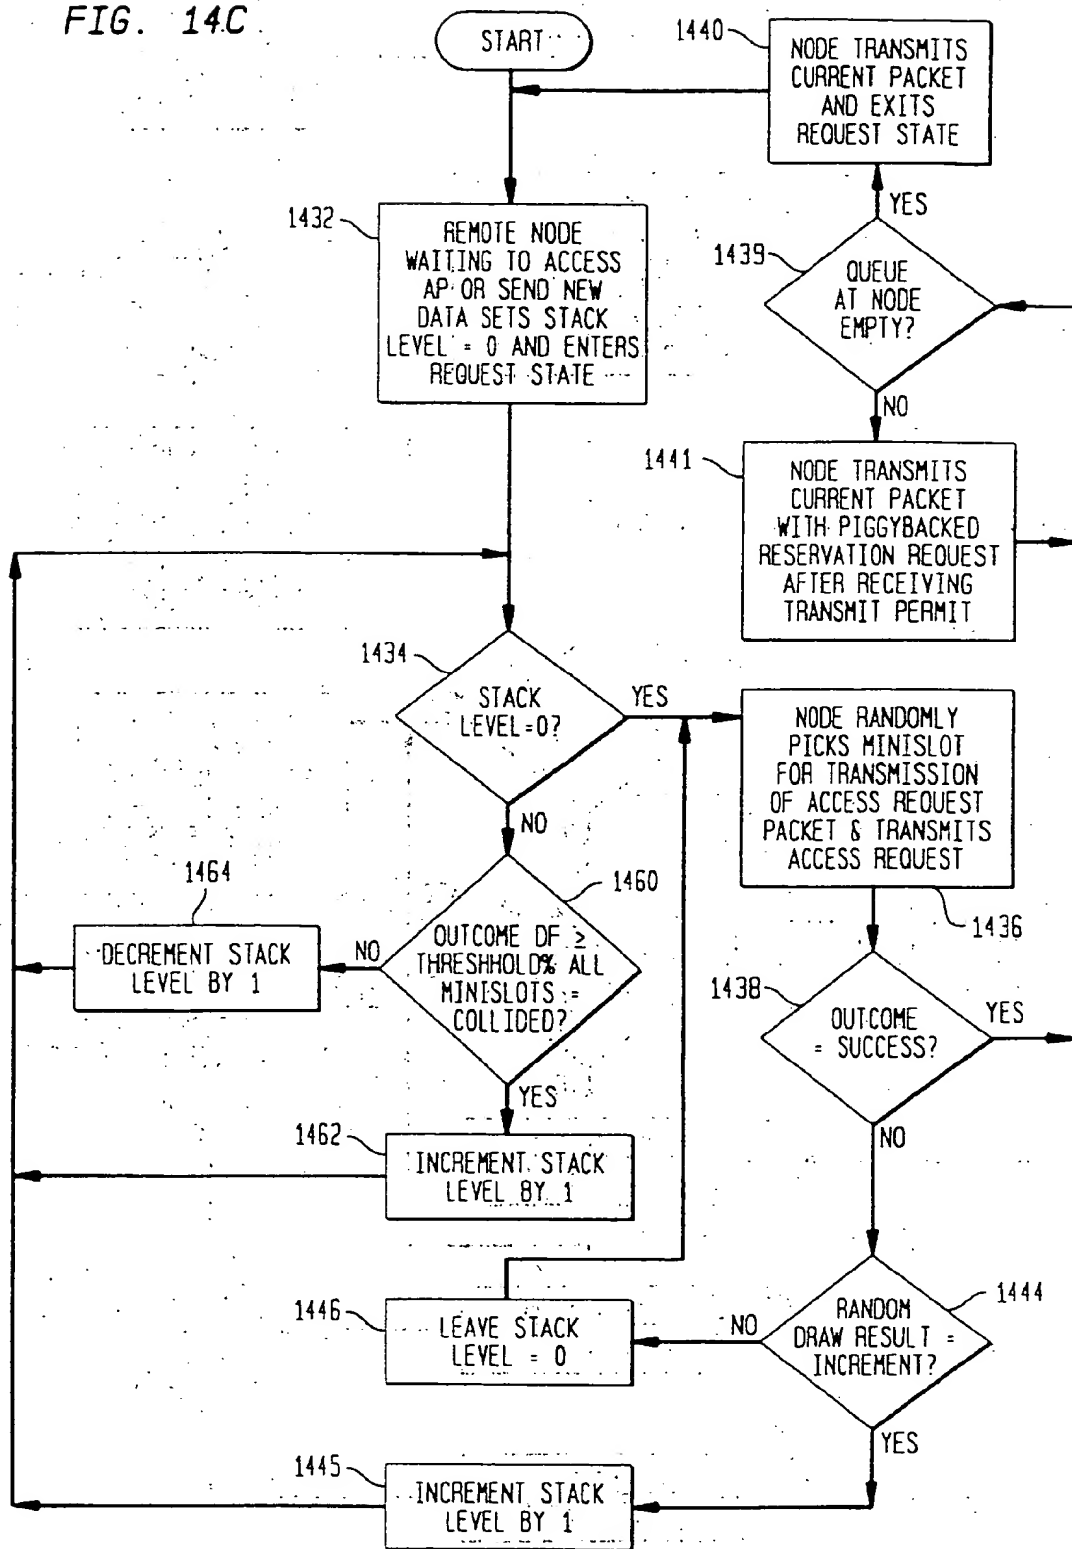 FIG. 14C
START
1440
NODE TRANSMITS
CURRENT PACKET
AND EXITS
REQUEST STATE
YES
1432
REMOTE NODE
WAITING TO ACCESS
AP OR SEND NEW
DATA SETS STACK
LEVEL = 0 AND ENTERS
REQUEST STATE
1439
QUEUE
AT NODE
EMPTY?
NO
1441
NODE TRANSMITS
CURRENT PACKET
WITH PIGGYBACKED
RESERVATION REQUEST
AFTER RECEIVING
TRANSMIT PERMIT
1434
STACK
LEVEL=0?
YES
NO
NODE RANDOMLY
PICKS MINISLOT
FOR TRANSMISSION
OF ACCESS REQUEST
PACKET & TRANSMITS
ACCESS REQUEST
1436
1464
DECREMENT STACK
LEVEL BY 1
NO
1460
OUTCOME OF ≥
THRESHHOLD% ALL
MINISLOTS =
COLLIDED?
YES
1438
OUTCOME
= SUCCESS?
YES
NO
1462
INCREMENT STACK
LEVEL BY 1
1446
LEAVE STACK
LEVEL = 0
NO
1444
RANDOM
DRAW RESULT =
INCREMENT?
YES
1445
INCREMENT STACK
LEVEL BY 1